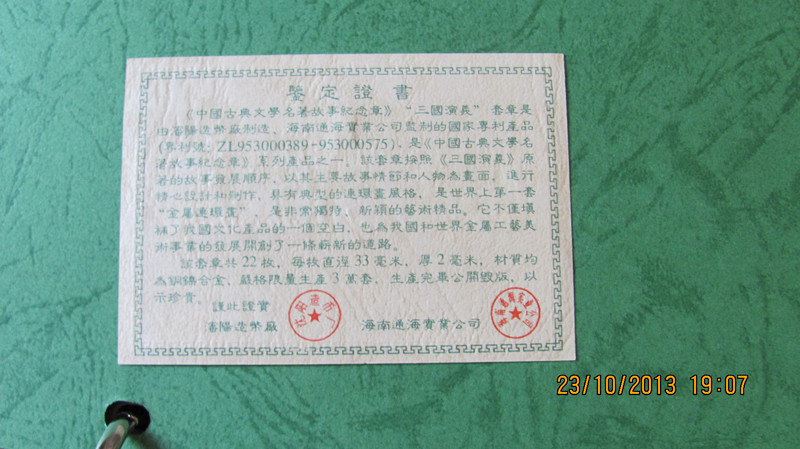 鑒定證書
《中國古典文學名著故事紀念章》“三國演義”套章是
由瀋陽造幣廠制造、海南通海實業公司監制的國家專利產品
(專利號: ZL953000389-953000575), 是《中國古典文學名
著故事紀念章》系列產品之一。該套章按照《三國演義》原
著的故事發展順序, 以其主要故事情節和人物為畫面, 進行
精心設計和制作, 具有典型的連環畫風格, 是世界上第一套
“金屬連環畫”, 是非常獨特、新穎的藝術精品。它不僅填
補了我國文化產品的一個空白, 也為我國和世界金屬工藝美
術事業的發展開創了一條嶄新的道路。
該套章共22枚, 每枚直徑33毫米, 厚2毫米, 材質均
為銅鋅合金, 嚴格限量生產3萬套, 生產完畢公開毀版, 以
示珍貴。
謹此證實
瀋陽造幣廠
沈阳造币厂
海南通海實業公司
23/10/2013 19:07